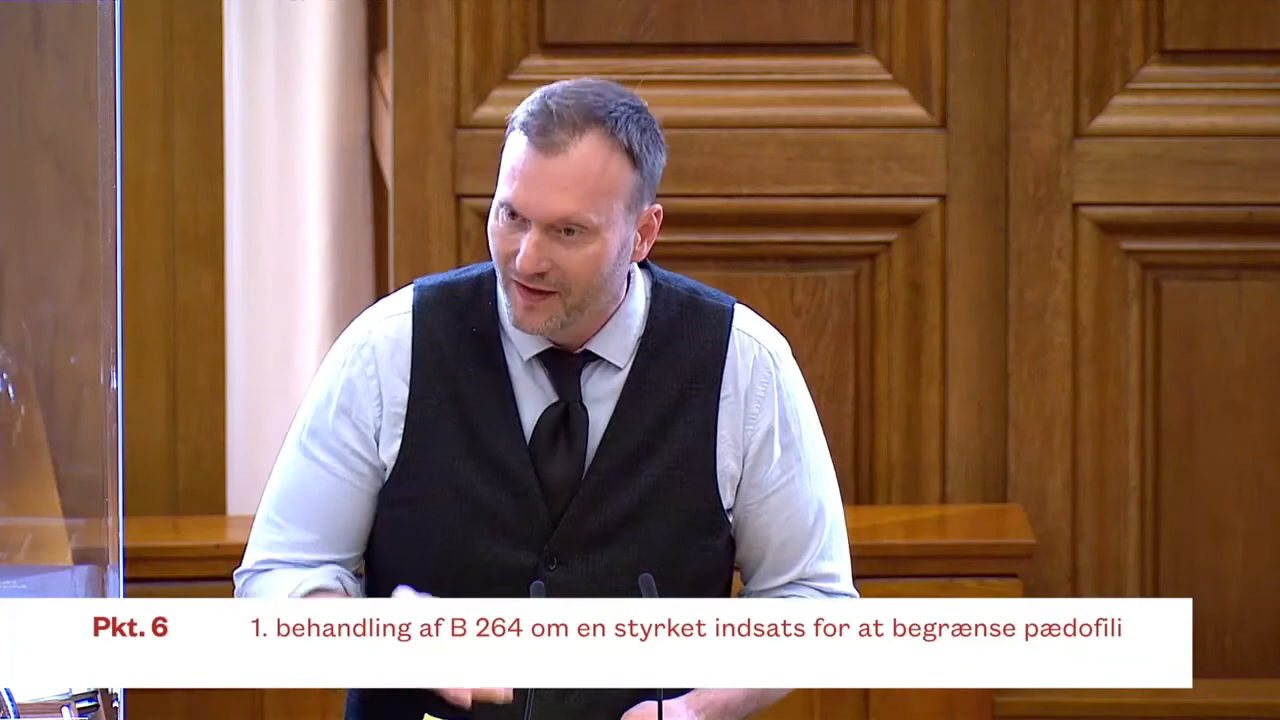 Pkt. 6 1. behandling af B 264 om en styrket indsats for at begrænse pædofili